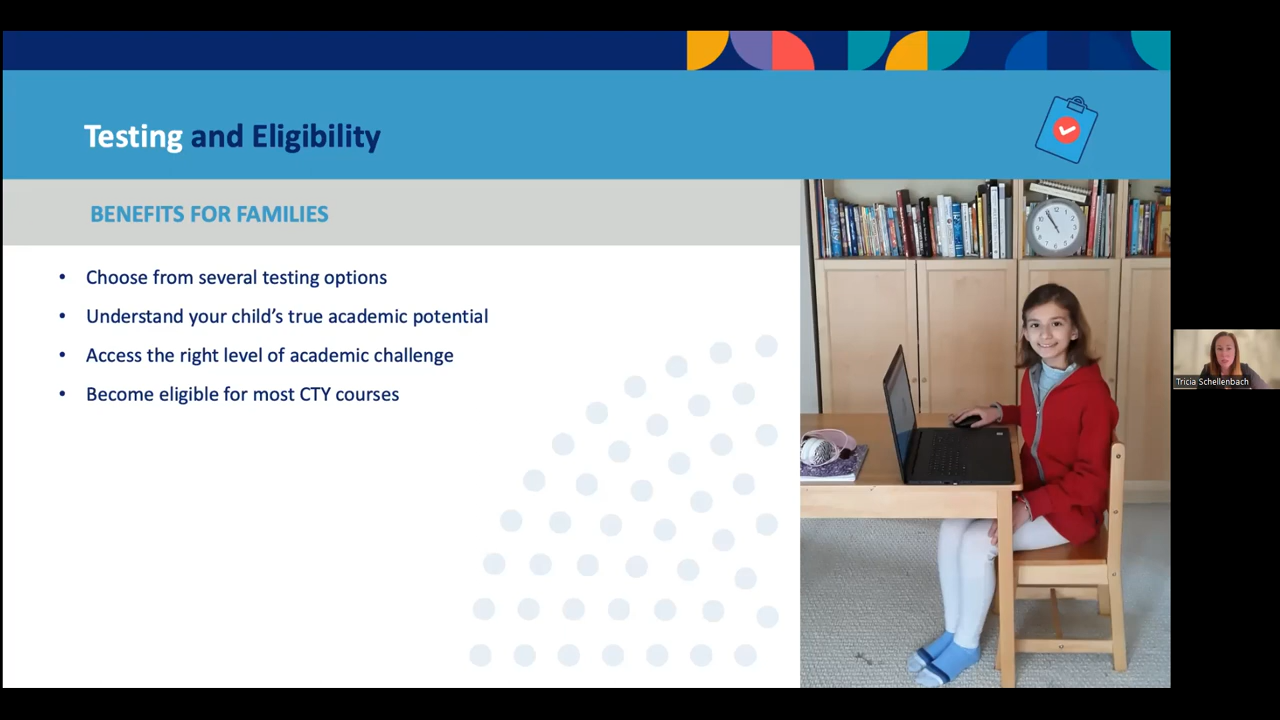 Testing and Eligibility
BENEFITS FOR FAMILIES
• Choose from several testing options
• Understand your child's true academic potential
• Access the right level of academic challenge
• Become eligible for most CTY courses
Tricia Schellenbach